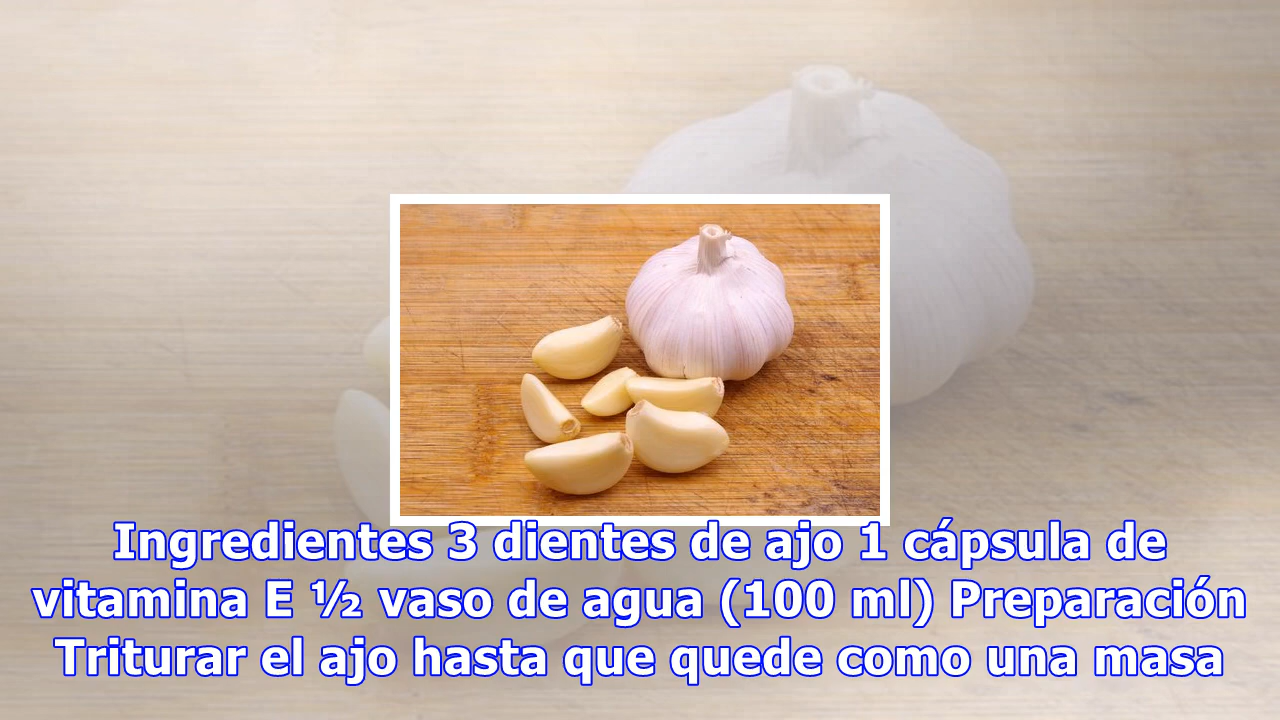 Ingredientes 3 dientes de ajo 1 cápsula de
vitamina E ½ vaso de agua (100 ml) Preparación
Triturar el ajo hasta que quede como una masa